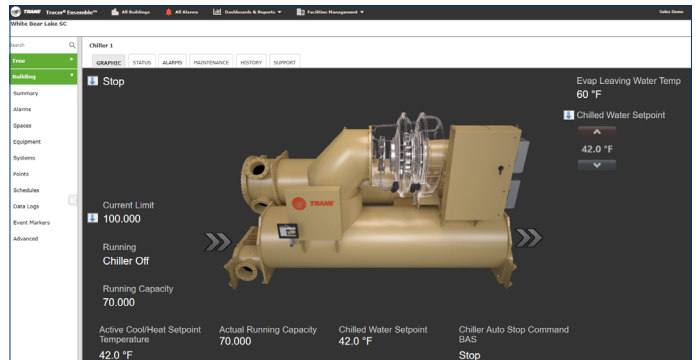 TRANE Tracer® Ensemble™ All Buildings All Alarms Dashboards & Reports Facilities Management Sales Demo
White Bear Lake SC
Search
Chiller 1
Tree
GRAPHIC STATUS ALARMS MAINTENANCE HISTORY SUPPORT
Building
Summary
Alarms
Spaces
Equipment
Systems
Points
Schedules
Data Logs
Event Markers
Advanced
Stop
Evap Leaving Water Temp
60 °F
Chilled Water Setpoint
42.0 °F
TRANE
Current Limit
100.000
Running
Chiller Off
Running Capacity
70.000
Active Cool/Heat Setpoint Temperature
42.0 °F
Actual Running Capacity
70.000
Chilled Water Setpoint
42.0 °F
Chiller Auto Stop Command
BAS
Stop